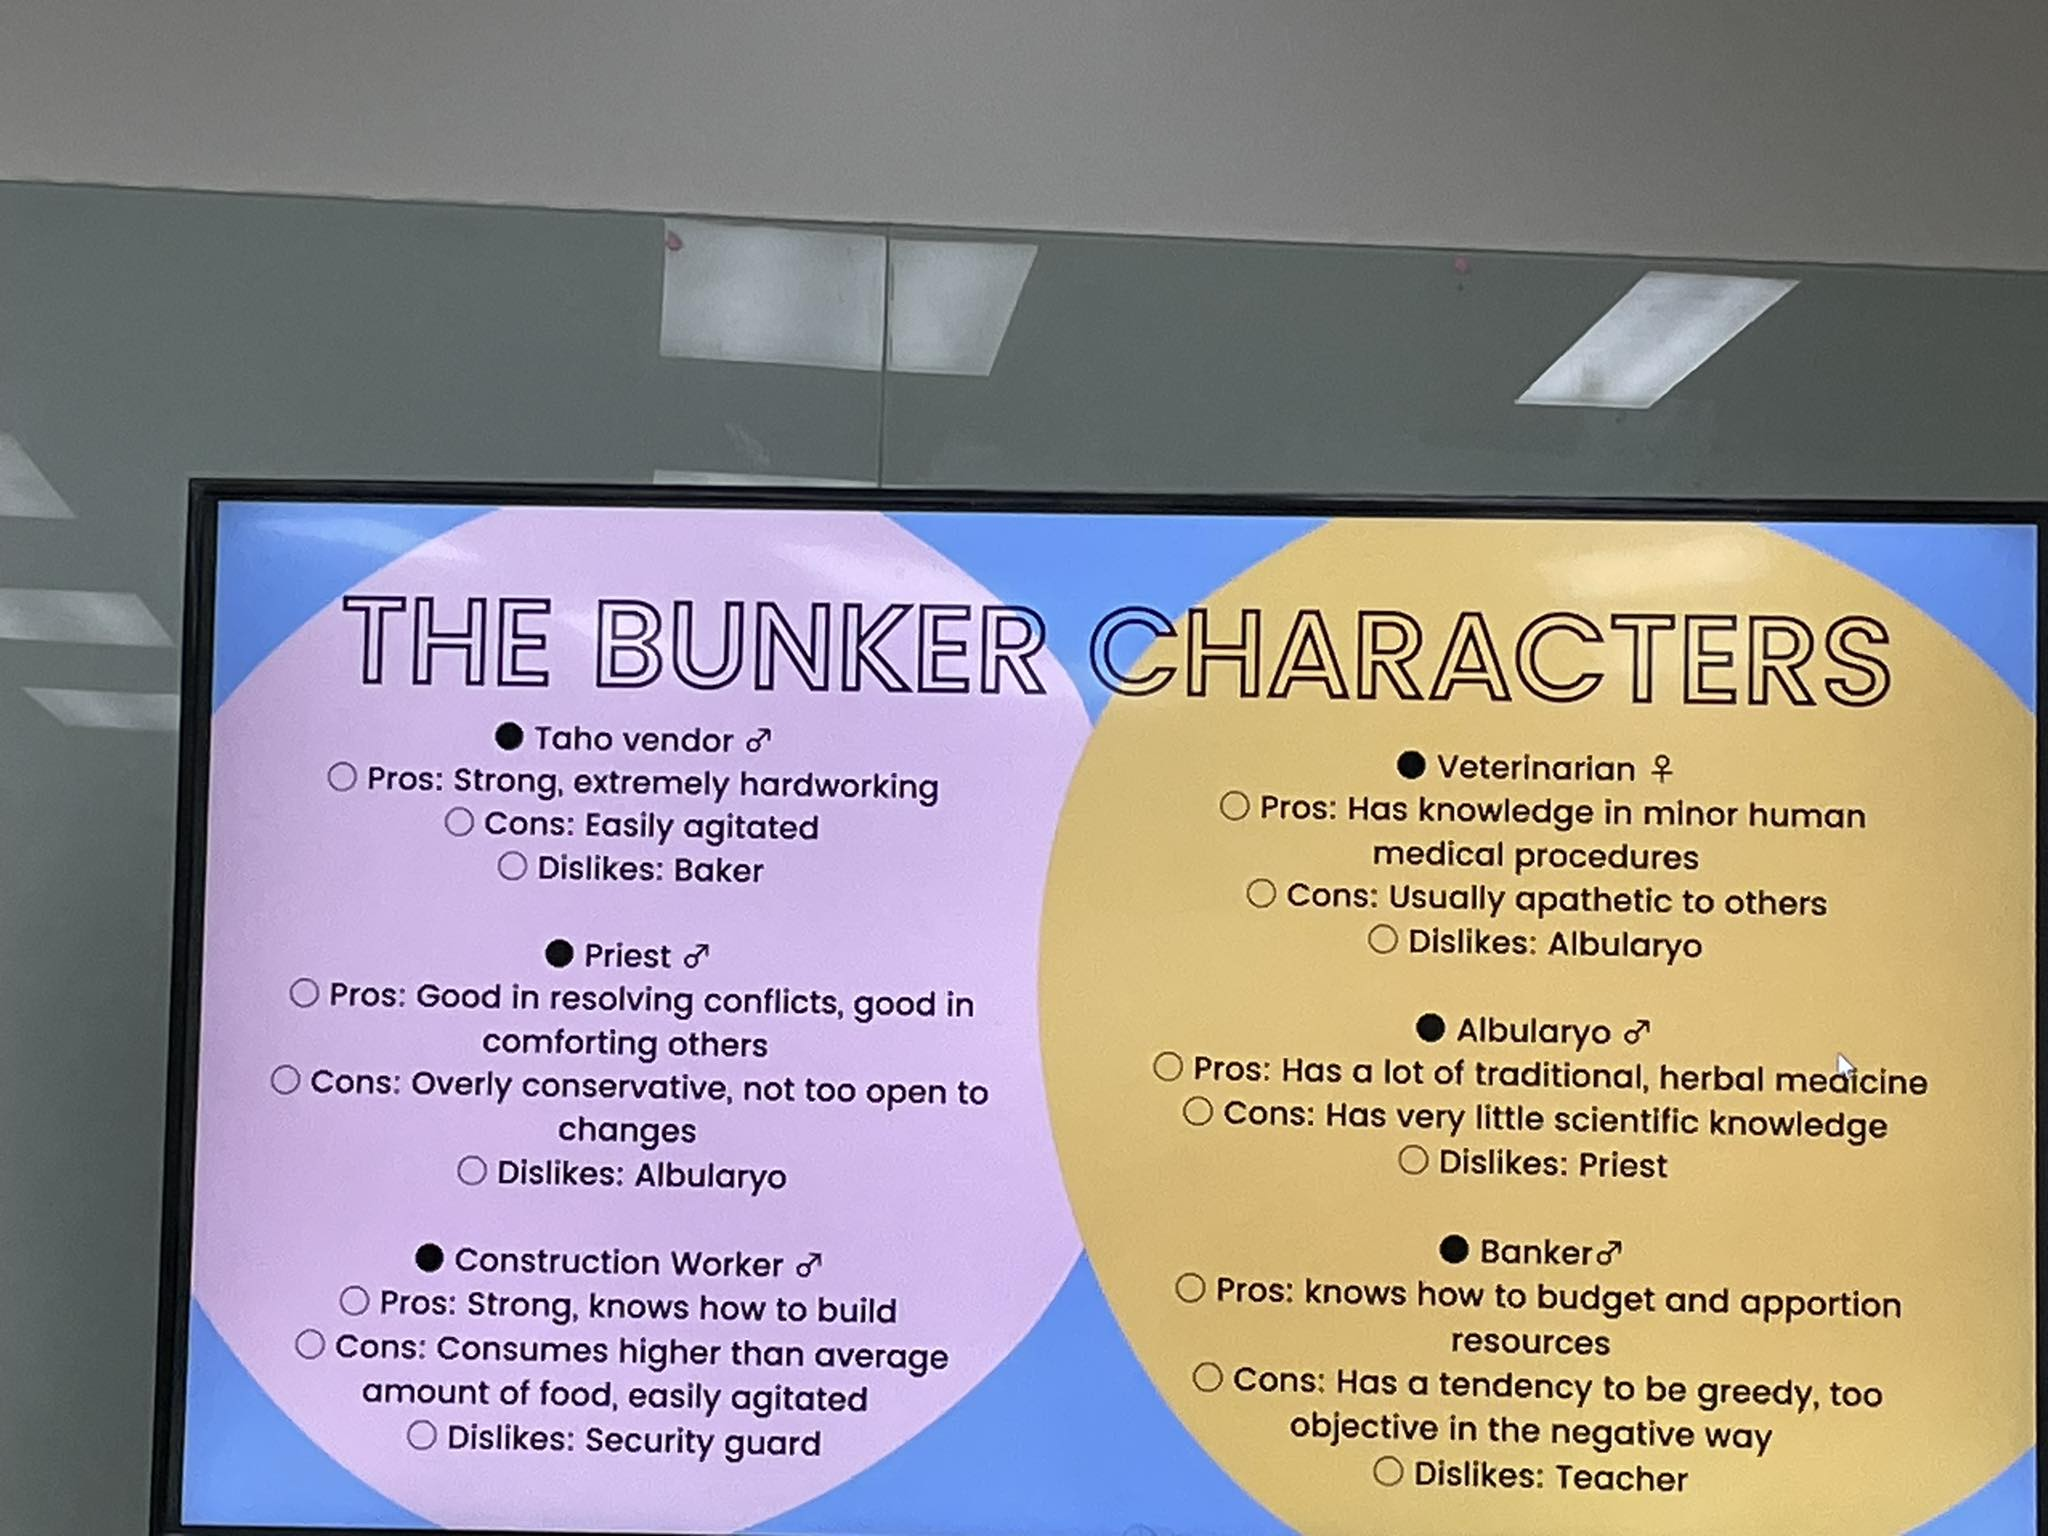 THE BUNKER CHARACTERS
● Taho vendor ♂
○ Pros: Strong, extremely hardworking
○ Cons: Easily agitated
○ Dislikes: Baker
● Priest ♂
○ Pros: Good in resolving conflicts, good in
comforting others
○ Cons: Overly conservative, not too open to
changes
○ Dislikes: Albularyo
● Construction Worker ♂
○ Pros: Strong, knows how to build
○ Cons: Consumes higher than average
amount of food, easily agitated
○ Dislikes: Security guard
● Veterinarian ♀
○ Pros: Has knowledge in minor human
medical procedures
○ Cons: Usually apathetic to others
○ Dislikes: Albularyo
● Albularyo ♂
○ Pros: Has a lot of traditional, herbal medicine
○ Cons: Has very little scientific knowledge
○ Dislikes: Priest
● Banker♂
○ Pros: knows how to budget and apportion
resources
○ Cons: Has a tendency to be greedy, too
objective in the negative way
○ Dislikes: Teacher